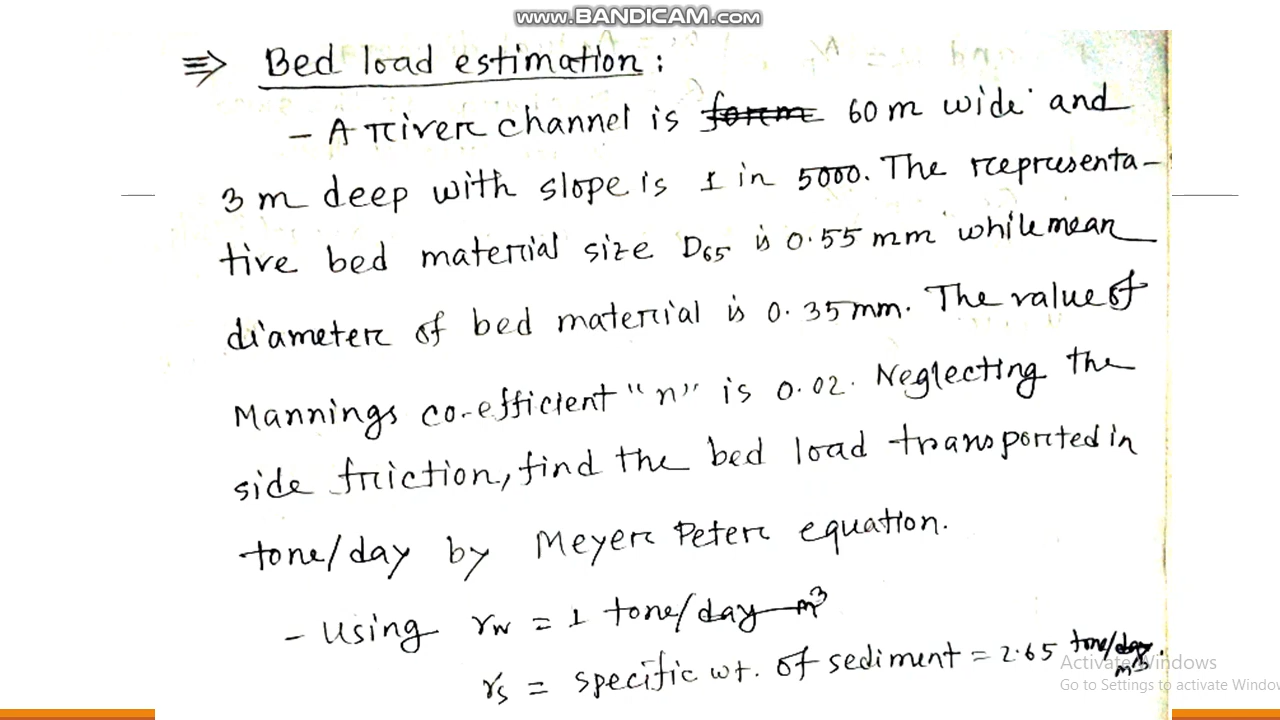 www.BANDICAM.com
⇒ Bed load estimation :
- A river channel is form 60 m wide and
3 m deep with slope is 1 in 5000. The representa-
tive bed material size D65 is 0.55 mm while mean
diameter of bed material is 0.35 mm. The value of
Mannings co-efficient "n" is 0.02. Neglecting the
side friction, find the bed load transported in
tone/day by Meyer Peter equation.
- Using rw = 1 tone/day m³
rs = specific wt. of sediment = 2.65 tone/day m³.
Activate Windows
Go to Settings to activate Windo